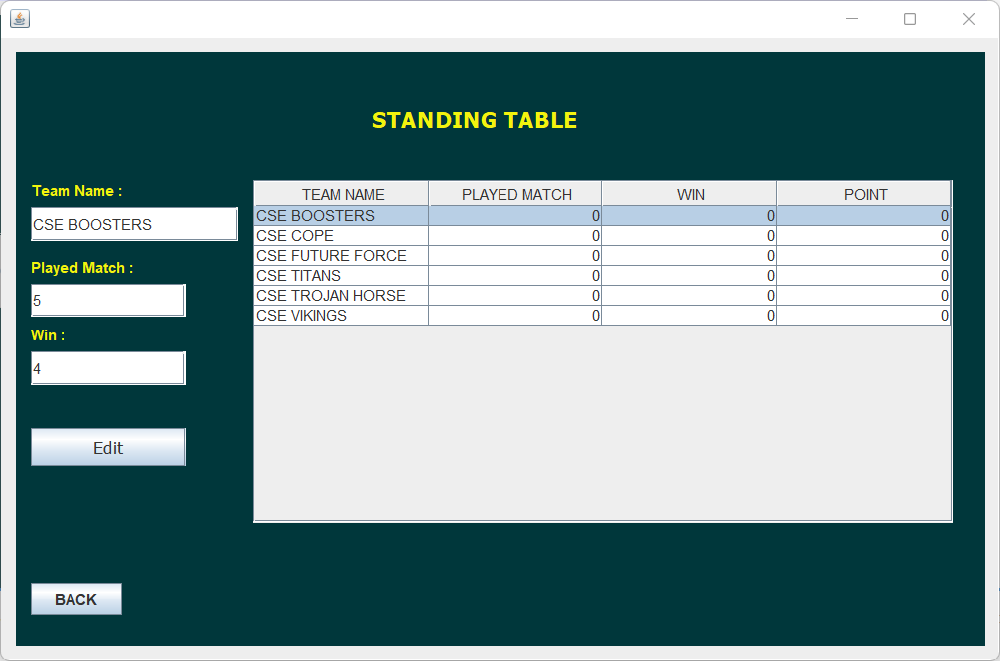 STANDING TABLE
Team Name :
CSE BOOSTERS
Played Match :
5
Win :
4
Edit
BACK
TEAM NAME PLAYED MATCH WIN POINT
CSE BOOSTERS 0 0 0
CSE COPE 0 0 0
CSE FUTURE FORCE 0 0 0
CSE TITANS 0 0 0
CSE TROJAN HORSE 0 0 0
CSE VIKINGS 0 0 0